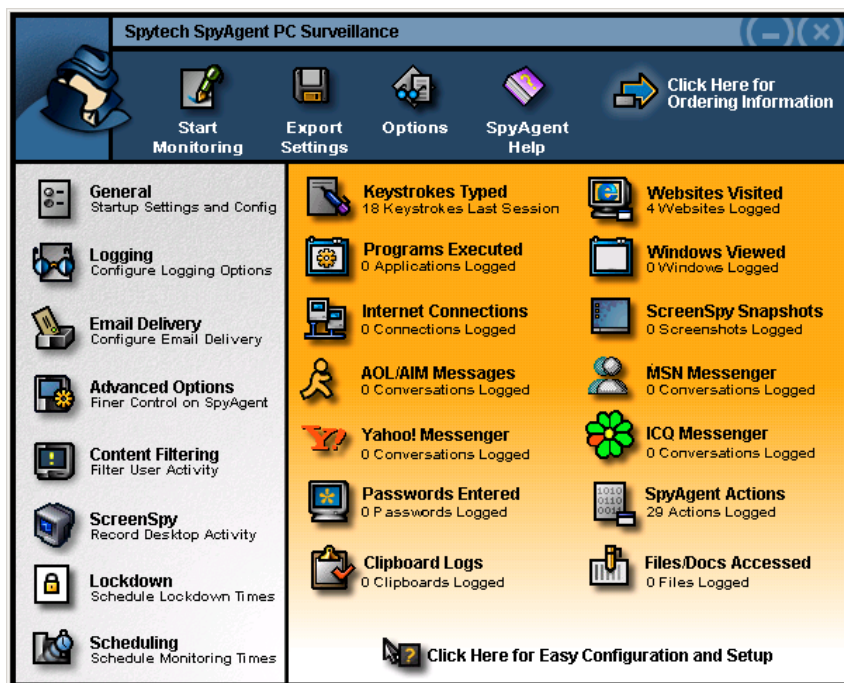 Spytech SpyAgent PC Surveillance
Start
Monitoring
Export
Settings
Options
SpyAgent
Help
Click Here for
Ordering Information
General
Startup Settings and Config
Logging
Configure Logging Options
Email Delivery
Configure Email Delivery
Advanced Options
Finer Control on SpyAgent
Content Filtering
Filter User Activity
ScreenSpy
Record Desktop Activity
Lockdown
Schedule Lockdown Times
Scheduling
Schedule Monitoring Times
Keystrokes Typed
18 Keystrokes Last Session
Websites Visited
4 Websites Logged
Programs Executed
0 Applications Logged
Windows Viewed
0 Windows Logged
Internet Connections
0 Connections Logged
ScreenSpy Snapshots
0 Screenshots Logged
AOL/AIM Messages
0 Conversations Logged
MSN Messenger
0 Conversations Logged
Yahoo! Messenger
0 Conversations Logged
ICQ Messenger
0 Conversations Logged
Passwords Entered
0 Passwords Logged
SpyAgent Actions
29 Actions Logged
Clipboard Logs
0 Clipboards Logged
Files/Docs Accessed
0 Files Logged
Click Here for Easy Configuration and Setup